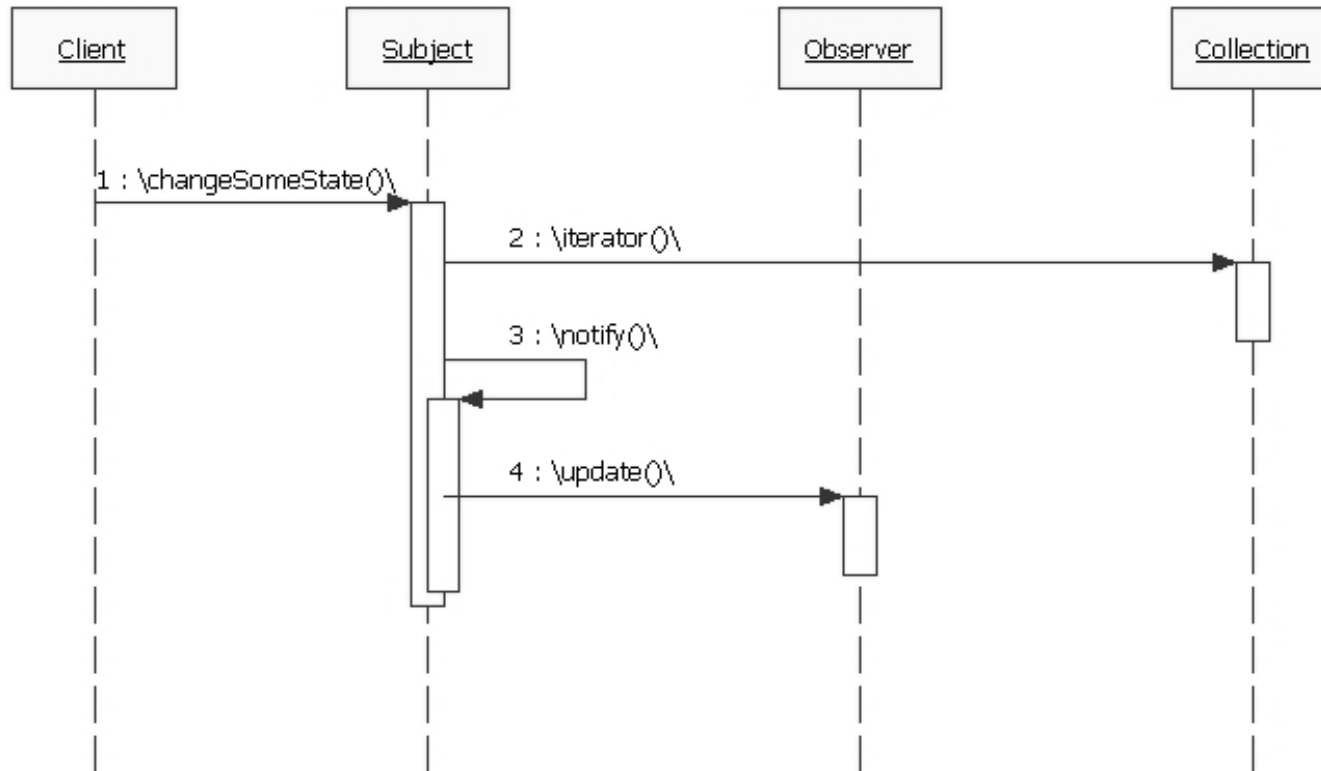 Client
Subject
Observer
Collection
1 : \changeSomeState()\
2 : \iterator()\
3 : \notify()\
4 : \update()\